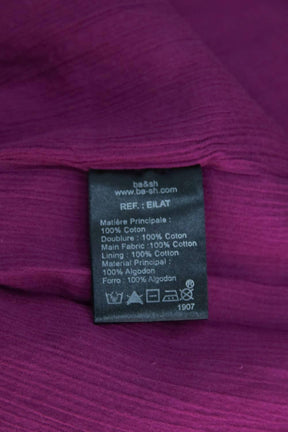 ba&sh
www.ba-sh.com
REF. : EILAT
Matière Principale :
100% Coton
Doublure : 100% Coton
Main Fabric :100% Cotton
Lining : 100% Cotton
Material Principal :
100% Algodon
Forro : 100% Algodon
®
1907